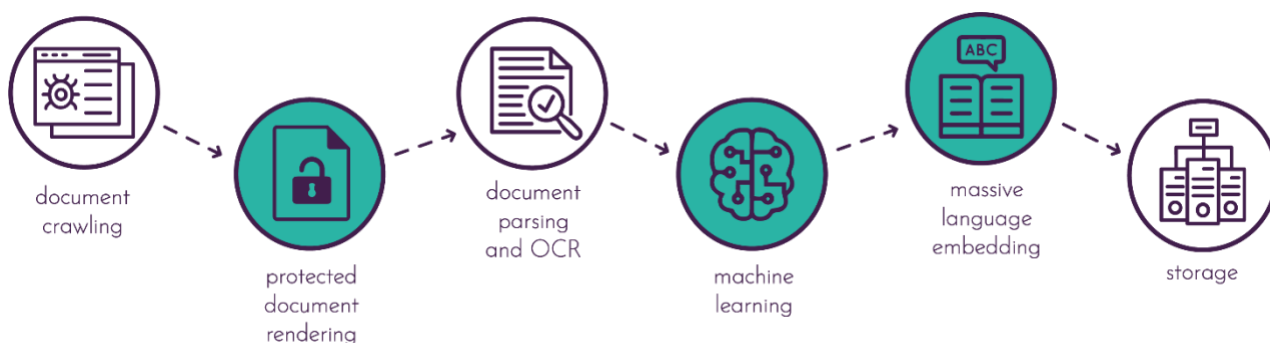 document
crawling
protected
document
rendering
document
parsing
and OCR
machine
learning
ABC
massive
language
embedding
storage